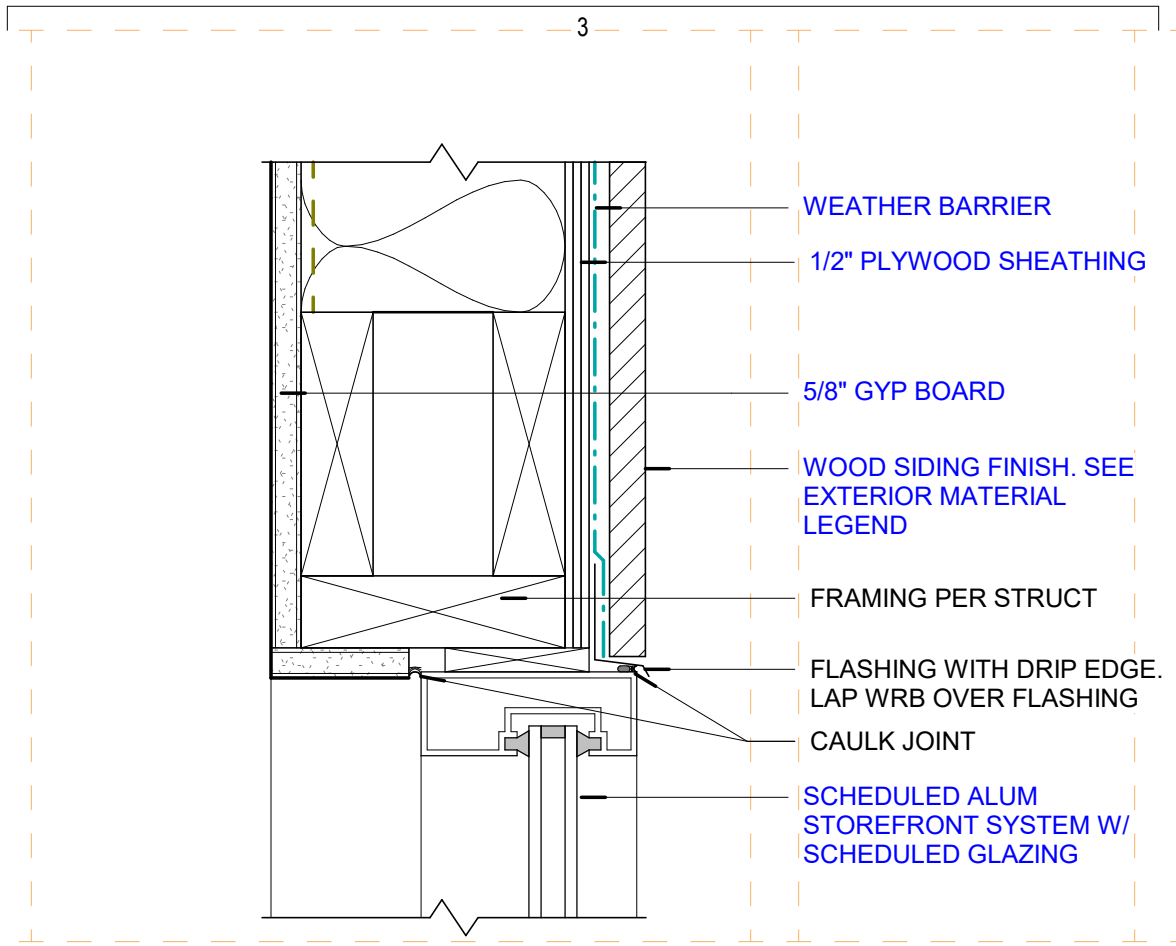 3
WEATHER BARRIER
1/2" PLYWOOD SHEATHING
5/8" GYP BOARD
WOOD SIDING FINISH. SEE
EXTERIOR MATERIAL
LEGEND
FRAMING PER STRUCT
FLASHING WITH DRIP EDGE.
LAP WRB OVER FLASHING
CAULK JOINT
SCHEDULED ALUM
STOREFRONT SYSTEM W/
SCHEDULED GLAZING